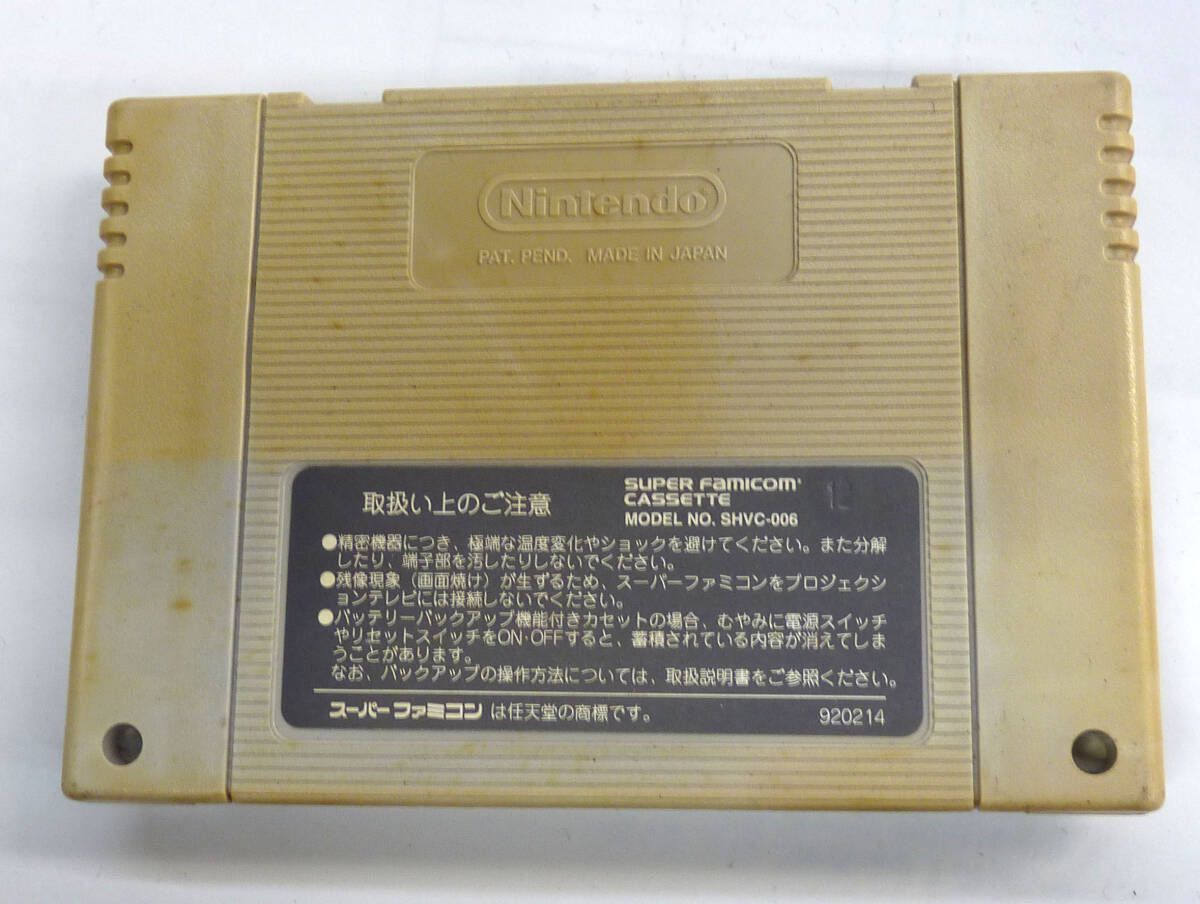 Nintendo
PAT. PEND. MADE IN JAPAN
取扱い上のご注意
SUPER FAMICOM
CASSETTE
MODEL NO. SHVC-006
12
●精密機器につき、極端な温度変化やショックを避けてください。また分解
したり、端子部を汚したりしないでください。
●残像現象（画面焼け）が生ずるため、スーパーファミコンをプロジェクシ
ョンテレビには接続しないでください。
●バッテリーバックアップ機能付きカセットの場合、むやみに電源スイッチ
やリセットスイッチをON・OFFすると、蓄積されている内容が消えてしま
うことがあります。
なお、バックアップの操作方法については、取扱説明書をご参照ください。
スーパーファミコンは任天堂の商標です。
920214